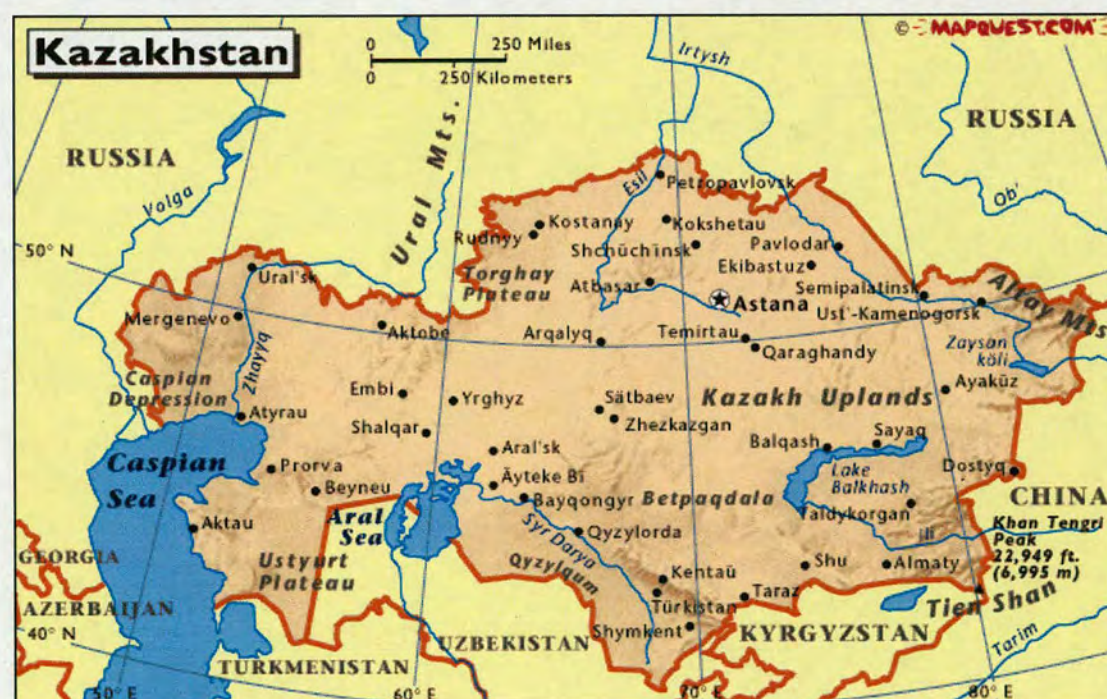 Kazakhstan
0 250 Miles
0 250 Kilometers
© MAPQUEST.COM
RUSSIA
RUSSIA
Irtysh
Volga
Ural Mts.
Esil
Petropavlovsk
Ob'
50° N
Kostanay
Rudnyy
Kokshetau
Shchūchīnsk
Pavlodar
Ural'sk
Torghay
Plateau
Ekibastuz
Atbasar
Astana
Semipalatinsk
Altay Mts.
Mergenevo
Aktobe
Arqalyq
Temirtau
Ust'-Kamenogorsk
Qaraghandy
Zaysan
köli
Zhayyq
Caspian
Depression
Embi
Yrghyz
Sätbaev
Kazakh Uplands
Ayaküz
Atyrau
Shalqar
Zhezkazgan
Balqash
Sayaq
Caspian
Sea
Prorva
Aral'sk
Lake
Balkhash
Dostyq
Beyneu
Äyteke Bī
Bayqongyr
Betpaqdala
CHINA
Taldykorgan
Aktau
Aral
Sea
Syr Darya
Qyzylorda
Ili
Khan Tengri
Peak
22,949 ft.
(6,995 m)
GEORGIA
Ustyurt
Plateau
Qyzylqum
Kentaū
Shu
Almaty
AZERBAIJAN
Türkistan
Taraz
Tien Shan
40° N
UZBEKISTAN
Shymkent
KYRGYZSTAN
Tarim
TURKMENISTAN
50° E
60° E
70° E
80° E